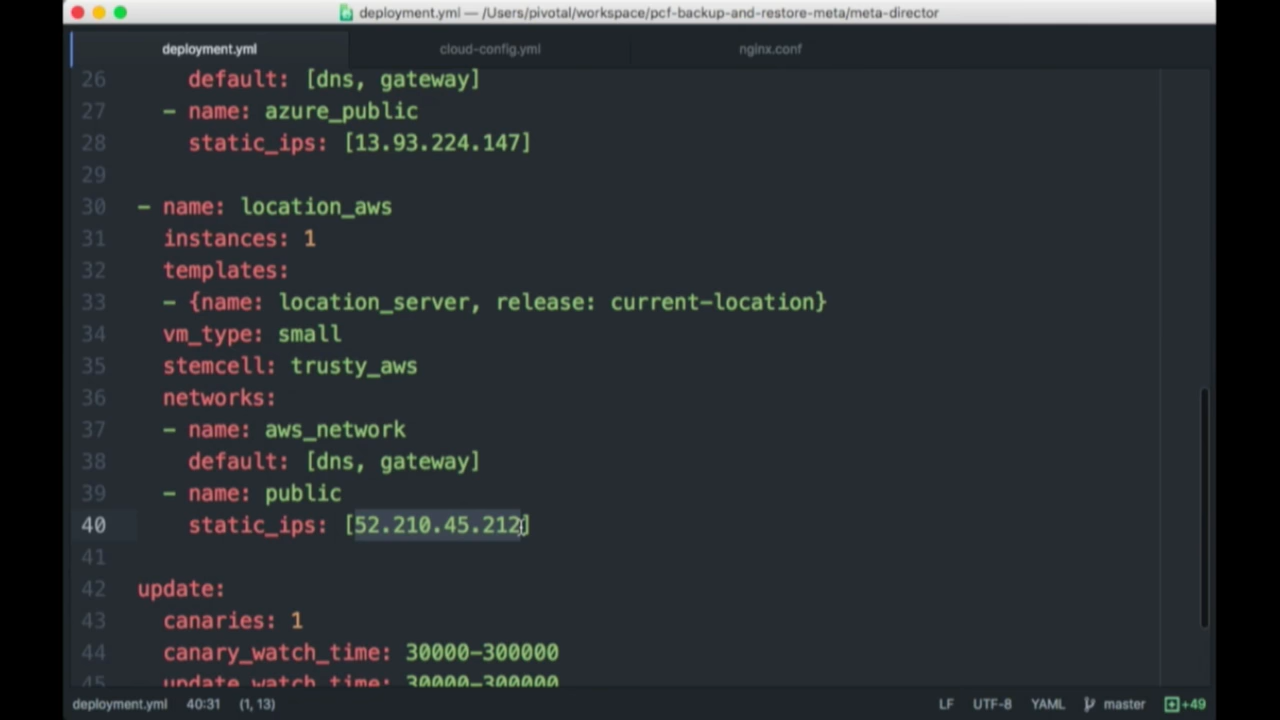 deployment.yml — /Users/pivotal/workspace/pcf-backup-and-restore-meta/meta-director
deployment.yml cloud-config.yml nginx.conf
26 default: [dns, gateway]
27 - name: azure_public
28 static_ips: [13.93.224.147]
29
30 - name: location_aws
31 instances: 1
32 templates:
33 - {name: location_server, release: current-location}
34 vm_type: small
35 stemcell: trusty_aws
36 networks:
37 - name: aws_network
38 default: [dns, gateway]
39 - name: public
40 static_ips: [52.210.45.212]
41
42 update:
43 canaries: 1
44 canary_watch_time: 30000-300000
45 update_watch_time: 30000-300000
deployment.yml 40:31 (1, 13) LF UTF-8 YAML master +49